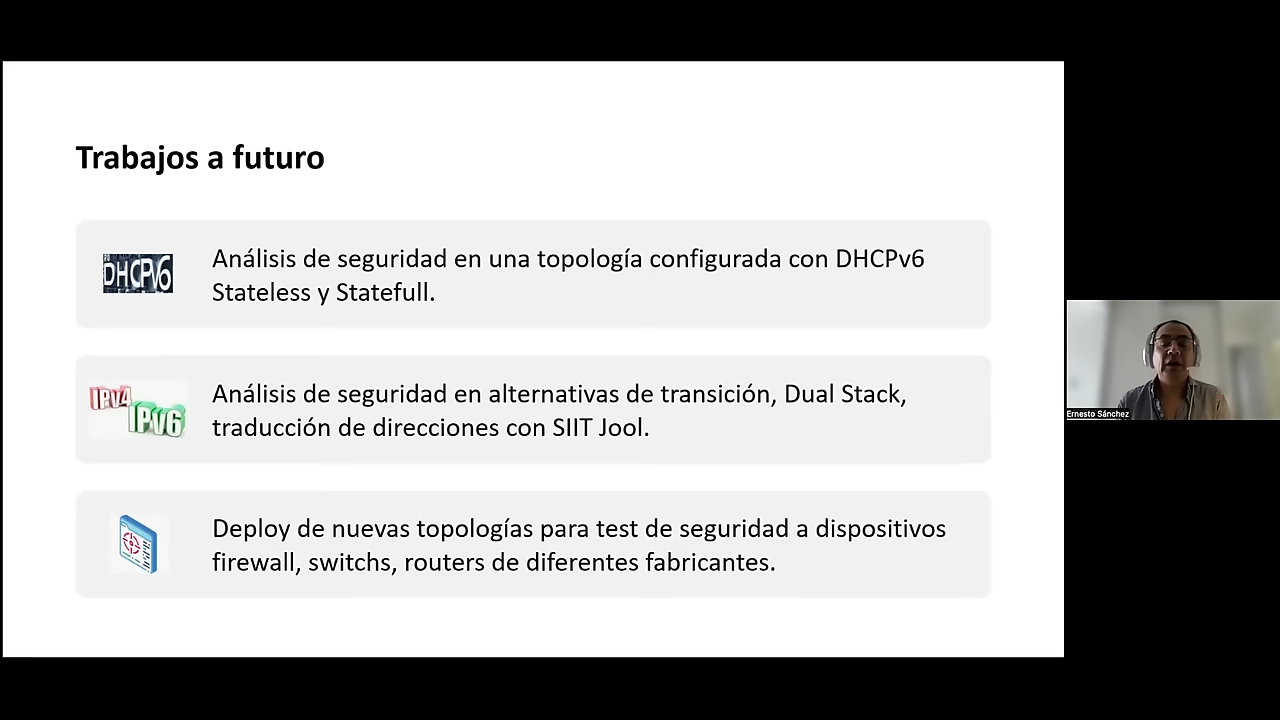 Trabajos a futuro
DHCPv6
Análisis de seguridad en una topología configurada con DHCPv6
Stateless y Statefull.
IPv4
IPv6
Análisis de seguridad en alternativas de transición, Dual Stack,
traducción de direcciones con SIIT Jool.
Deploy de nuevas topologías para test de seguridad a dispositivos
firewall, switchs, routers de diferentes fabricantes.
Ernesto Sánchez